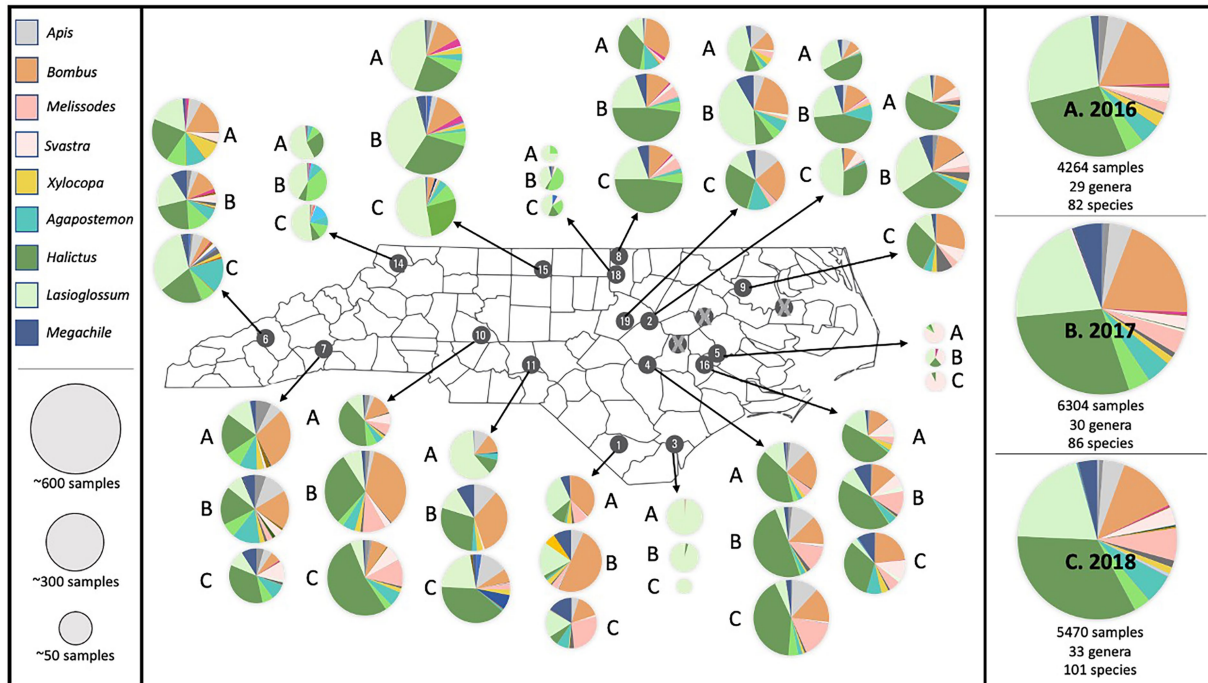 Apis
Bombus
Melissodes
Svastra
Xylocopa
Agapostemon
Halictus
Lasioglossum
Megachile
~600 samples
~300 samples
~50 samples
A
B
C
A
B
C
A
B
C
A
B
C
A
B
C
A
B
C
A
B
C
A
B
C
14
15
8
18
9
19
2
6
7
10
11
4
5
16
1
3
A
B
C
A
B
C
A
B
C
A
B
C
A
B
C
A
B
C
A
B
C
A
B
C
A. 2016
4264 samples
29 genera
82 species
B. 2017
6304 samples
30 genera
86 species
C. 2018
5470 samples
33 genera
101 species